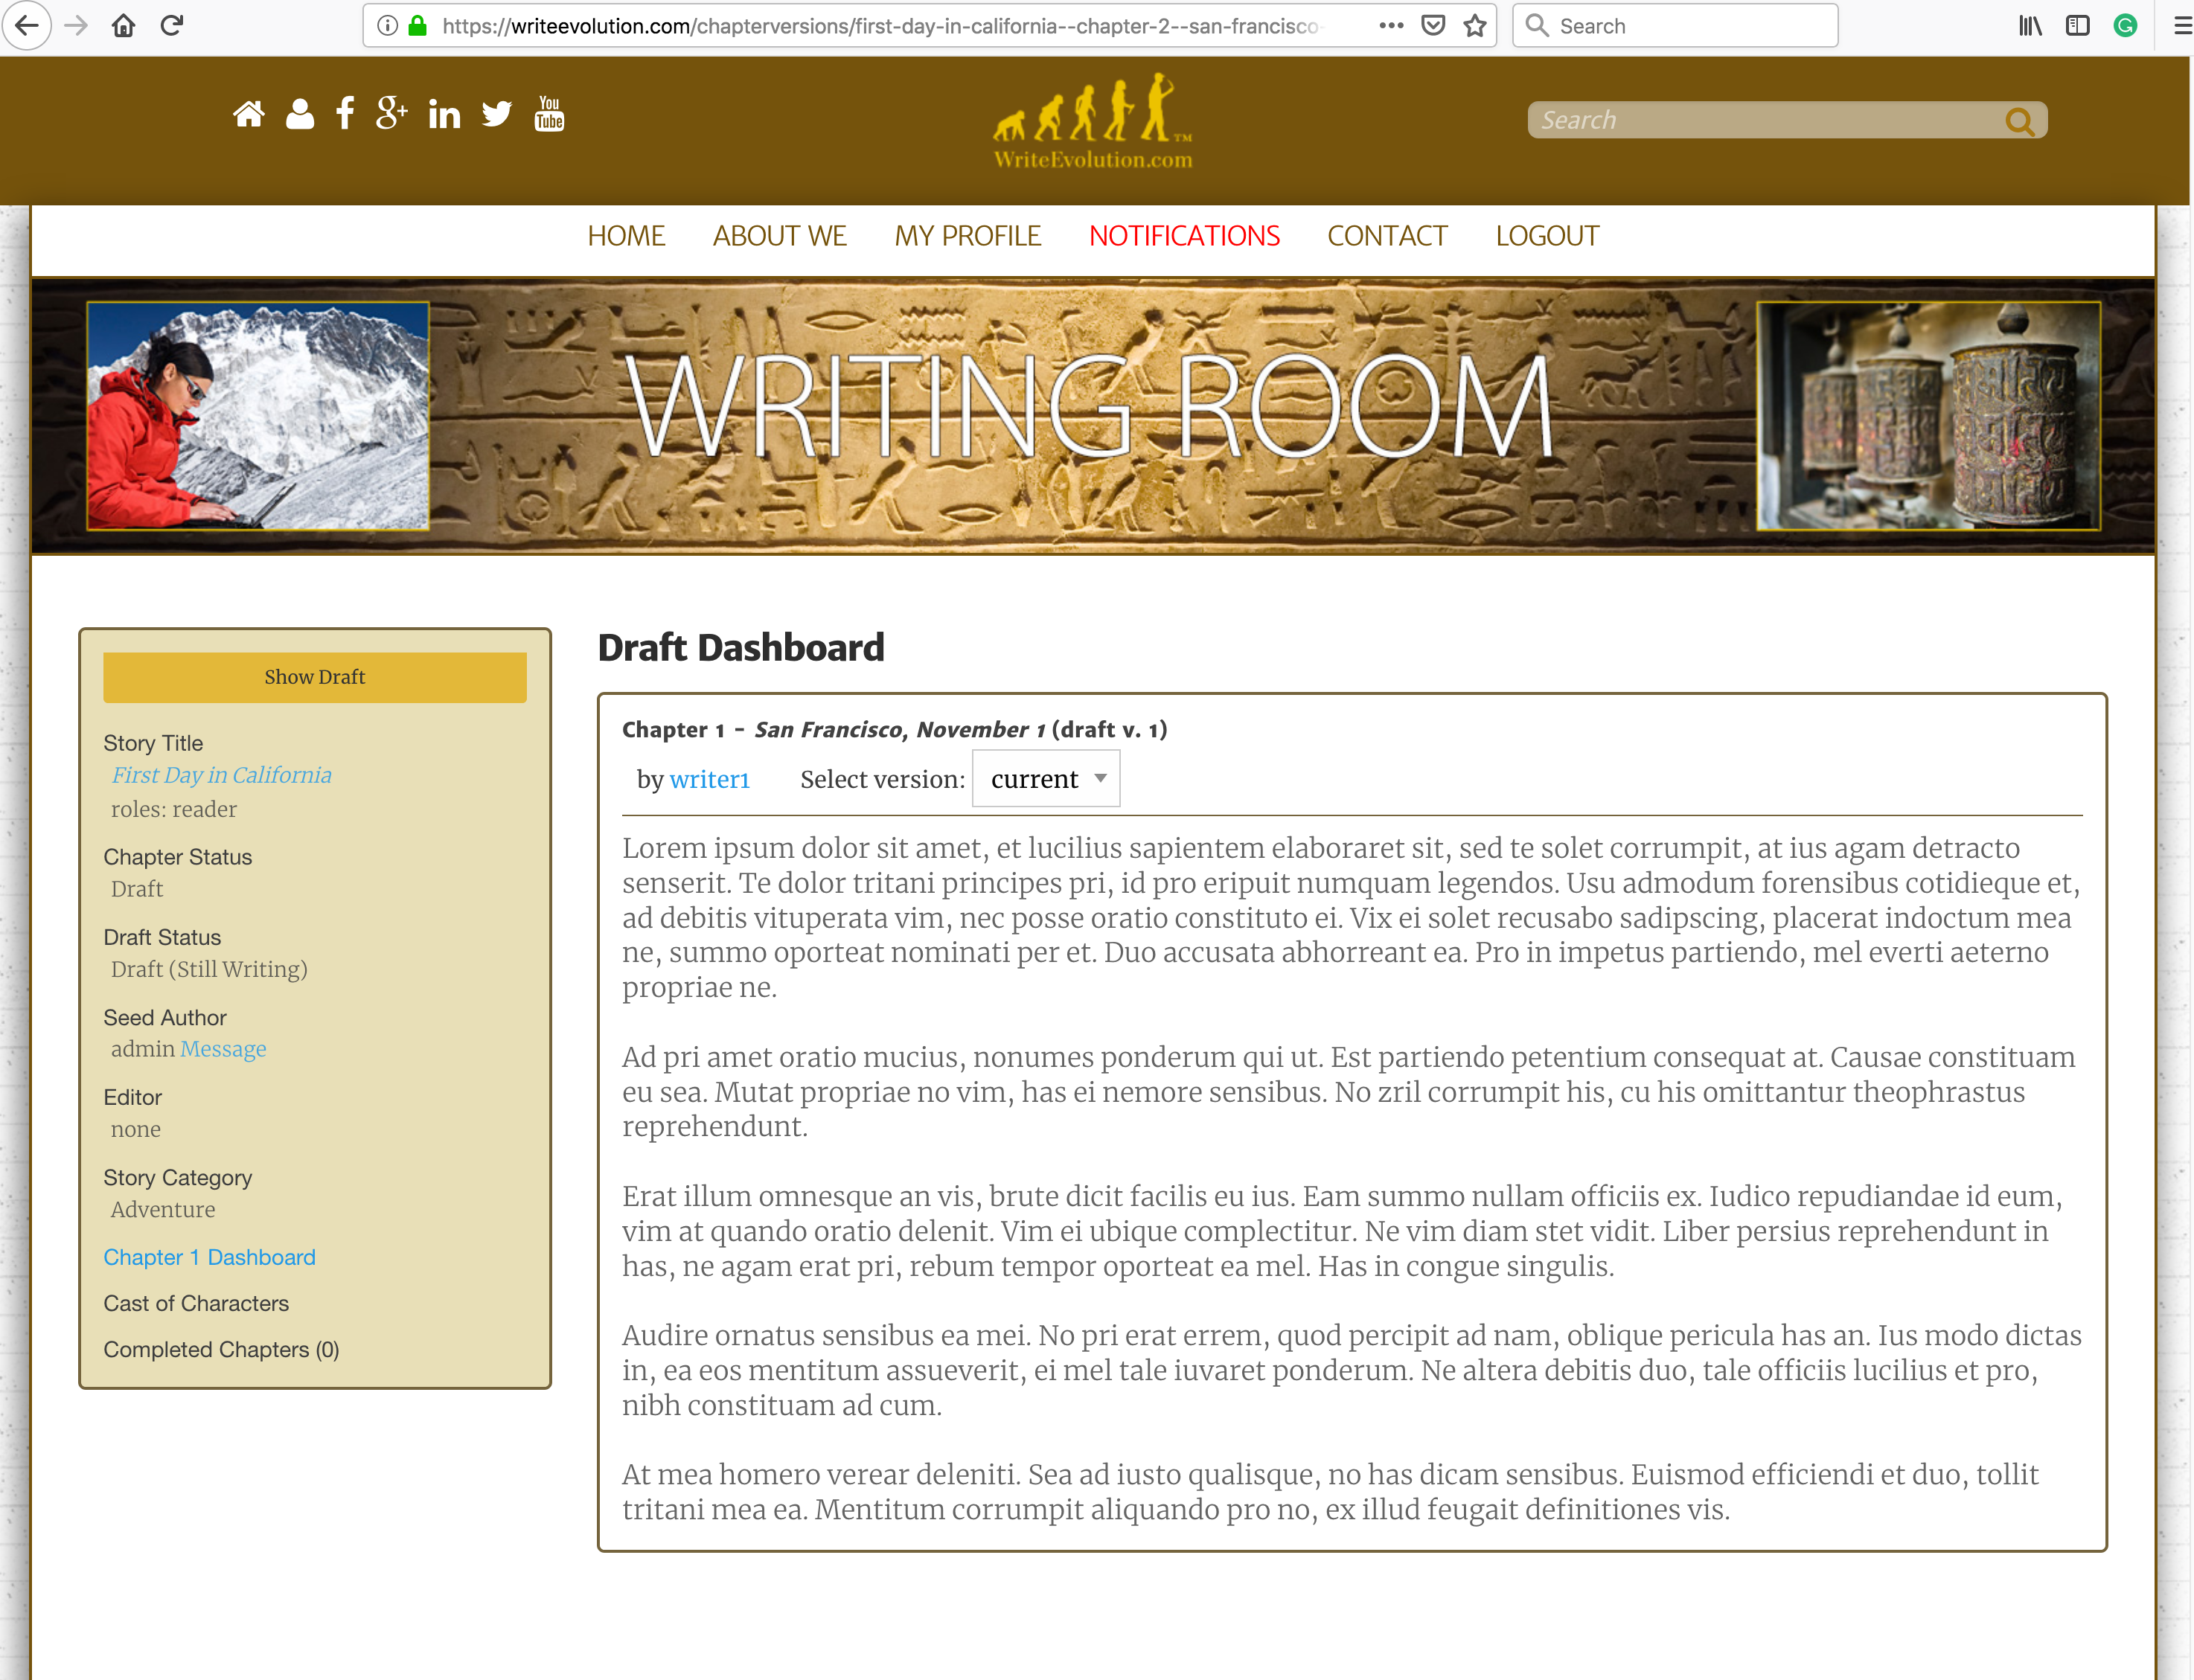 https://writeevolution.com/chapterversions/first-day-in-california--chapter-2--san-francisco-
Search
You
Tube
TM
WriteEvolution.com
Search
HOME ABOUT WE MY PROFILE NOTIFICATIONS CONTACT LOGOUT
WRITING ROOM
Show Draft
Story Title
First Day in California
roles: reader
Chapter Status
Draft
Draft Status
Draft (Still Writing)
Seed Author
admin Message
Editor
none
Story Category
Adventure
Chapter 1 Dashboard
Cast of Characters
Completed Chapters (0)
Draft Dashboard
Chapter 1 - San Francisco, November 1 (draft v. 1)
by writer1 Select version: current
Lorem ipsum dolor sit amet, et lucilius sapientem elaboraret sit, sed te solet corrumpit, at ius agam detracto
senserit. Te dolor tritani principes pri, id pro eripuit numquam legendos. Usu admodum forensibus cotidieque et,
ad debitis vituperata vim, nec posse oratio constituto ei. Vix ei solet recusabo sadipscing, placerat indoctum mea
ne, summo oporteat nominati per et. Duo accusata abhorreant ea. Pro in impetus partiendo, mel everti aeterno
propriae ne.
Ad pri amet oratio mucius, nonumes ponderum qui ut. Est partiendo petentium consequat at. Causae constituam
eu sea. Mutat propriae no vim, has ei nemore sensibus. No zril corrumpit his, cu his omittantur theophrastus
reprehendunt.
Erat illum omnesque an vis, brute dicit facilis eu ius. Eam summo nullam officiis ex. Iudico repudiandae id eum,
vim at quando oratio delenit. Vim ei ubique complectitur. Ne vim diam stet vidit. Liber persius reprehendunt in
has, ne agam erat pri, rebum tempor oporteat ea mel. Has in congue singulis.
Audire ornatus sensibus ea mei. No pri erat errem, quod percipit ad nam, oblique pericula has an. Ius modo dictas
in, ea eos mentitum assueverit, ei mel tale iuvaret ponderum. Ne altera debitis duo, tale officiis lucilius et pro,
nibh constituam ad cum.
At mea homero verear deleniti. Sea ad iusto qualisque, no has dicam sensibus. Euismod efficiendi et duo, tollit
tritani mea ea. Mentitum corrumpit aliquando pro no, ex illud feugait definitiones vis.